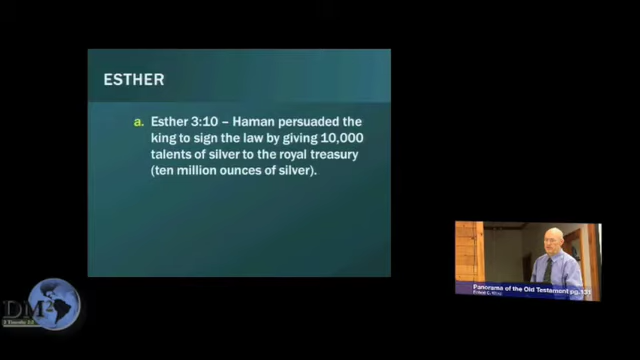 ESTHER
a. Esther 3:10 – Haman persuaded the
king to sign the law by giving 10,000
talents of silver to the royal treasury
(ten million ounces of silver).
Panorama of the Old Testament pg.131
DM2